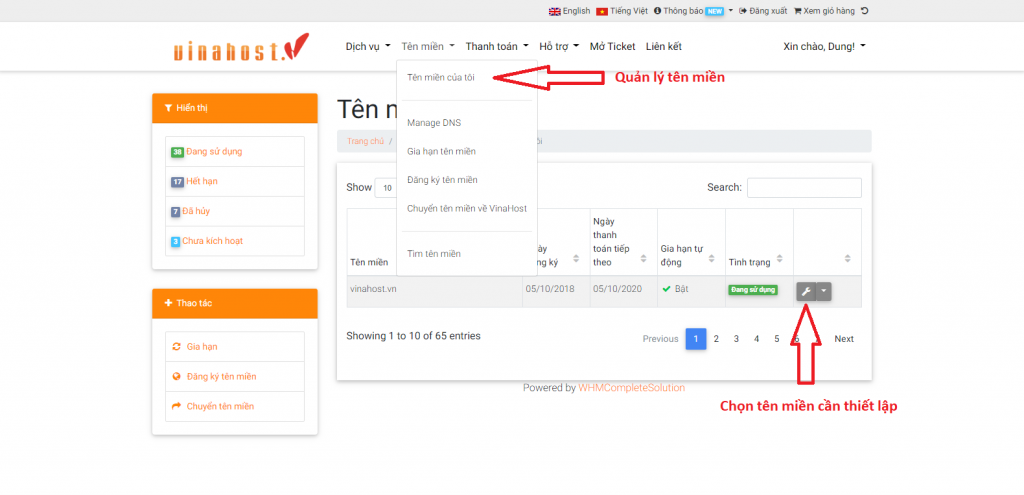 English Tiếng Việt Thông báo NEW Đăng xuất Xem giỏ hàng
vinahost.
Dịch vụ Tên miền Thanh toán Hỗ trợ Mở Ticket Liên kết Xin chào, Dung!
Tên miền của tôi
Quản lý tên miền
Manage DNS
Gia hạn tên miền
Đăng ký tên miền
Chuyển tên miền về VinaHost
Tìm tên miền
Hiển thị
38 Đang sử dụng
17 Hết hạn
7 Đã hủy
3 Chưa kích hoạt
Thao tác
Gia hạn
Đăng ký tên miền
Chuyển tên miền
Tên
Trang chủ /
Show 10
Search:
Tên miền
Ngày thanh toán tiếp theo
Gia hạn tự động
Tình trạng
vinahost.vn 05/10/2018 05/10/2020 Bật Đang sử dụng
Showing 1 to 10 of 65 entries
Previous 1 2 3 4 5 6 Next
Powered by WHMCompleteSolution
Chọn tên miền cần thiết lập